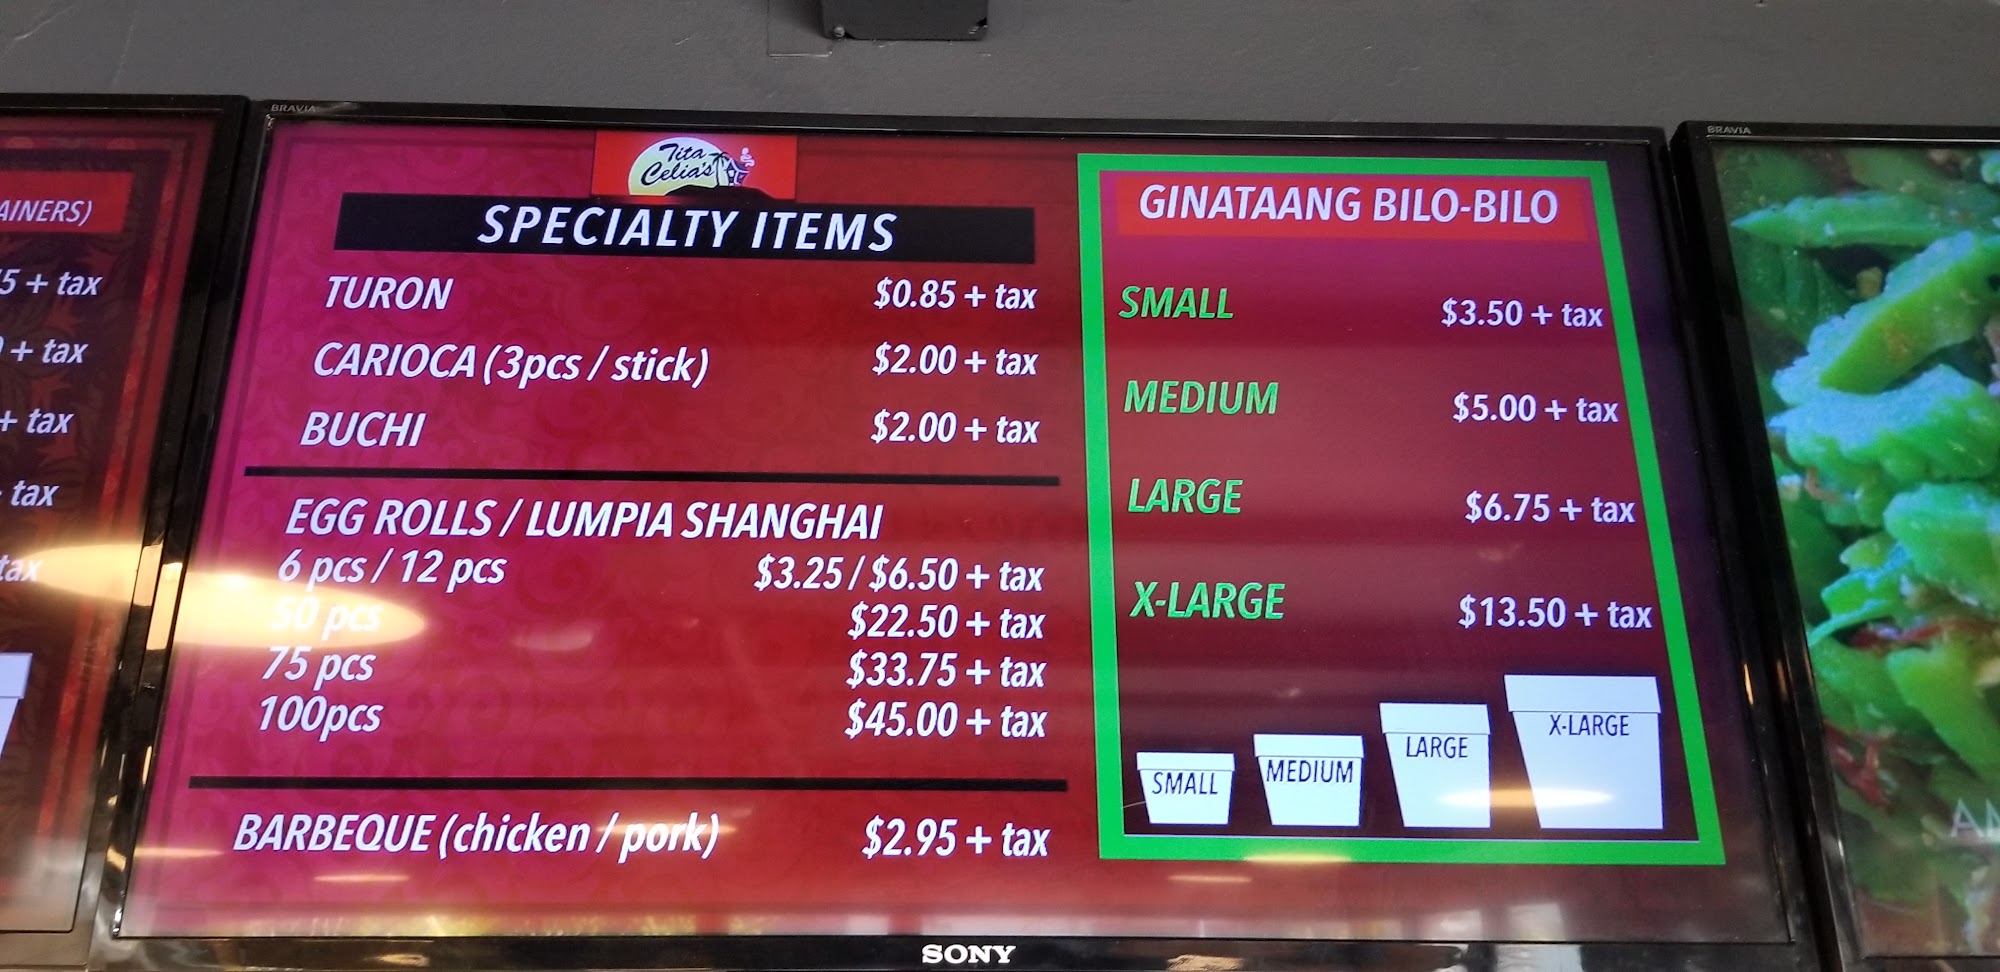 AINERS)
5 + tax
+ tax
+ tax
tax
tax
BRAVIA
Tita
Celia's
SPECIALTY ITEMS
TURON $0.85 + tax
CARIOCA (3pcs / stick) $2.00 + tax
BUCHI $2.00 + tax
EGG ROLLS / LUMPIA SHANGHAI
6 pcs / 12 pcs $3.25 / $6.50 + tax
50 pcs $22.50 + tax
75 pcs $33.75 + tax
100pcs $45.00 + tax
BARBEQUE (chicken / pork) $2.95 + tax
GINATAANG BILO-BILO
SMALL $3.50 + tax
MEDIUM $5.00 + tax
LARGE $6.75 + tax
X-LARGE $13.50 + tax
SMALL MEDIUM LARGE X-LARGE
SONY
BRAVIA